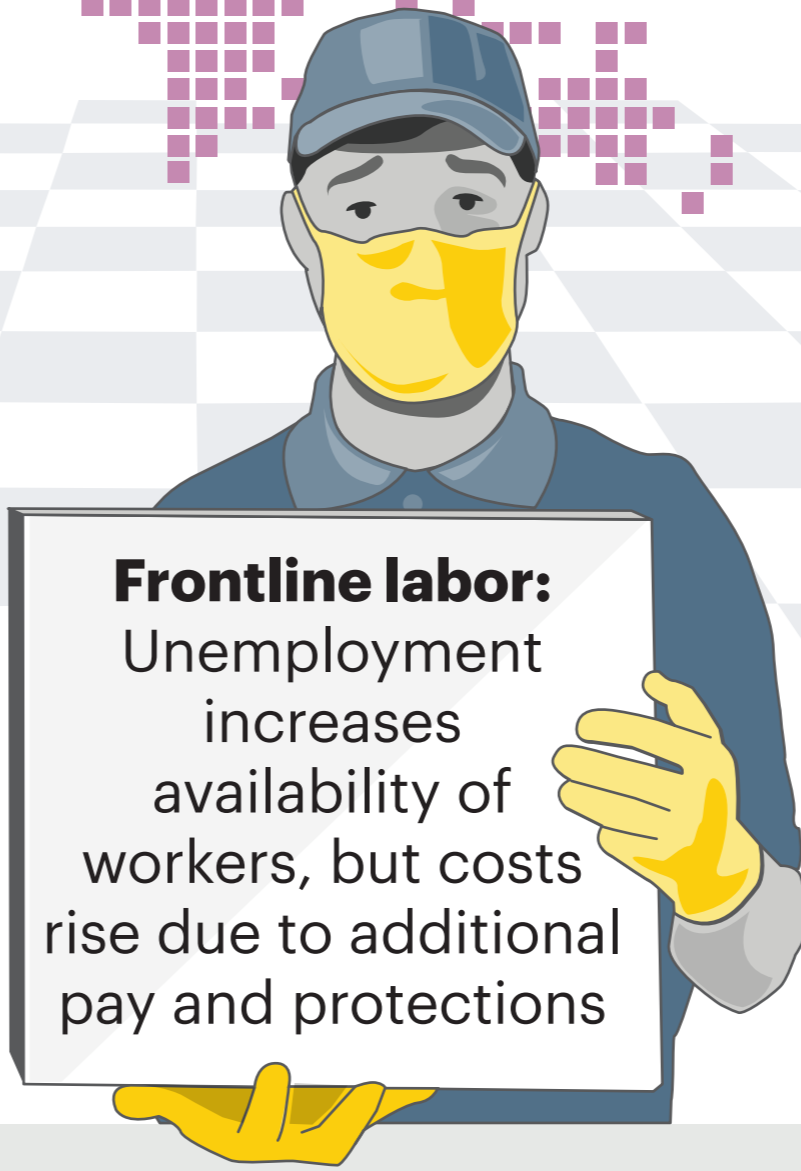 Frontline labor:
Unemployment
increases
availability of
workers, but costs
rise due to additional
pay and protections